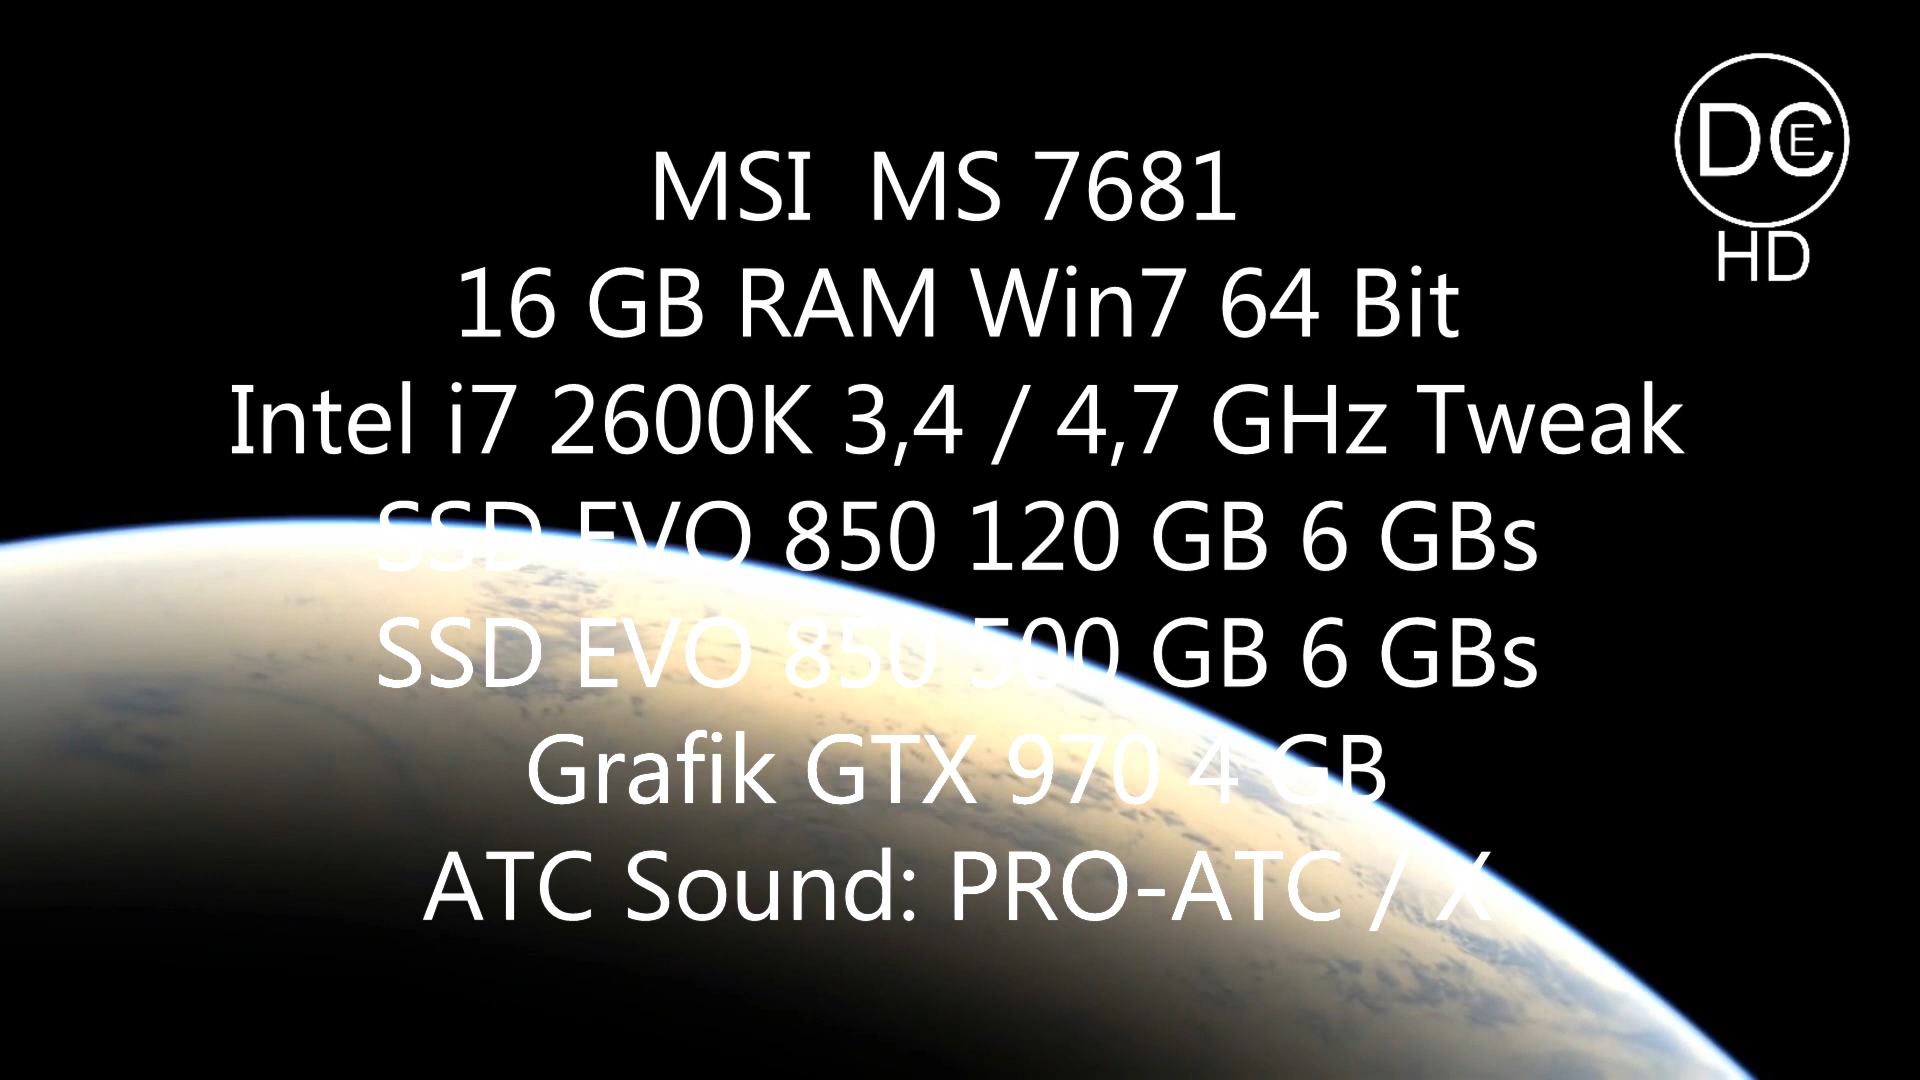 MSI  MS 7681
16 GB RAM Win7 64 Bit
Intel i7 2600K 3,4 / 4,7 GHz Tweak
SSD EVO 850 120 GB 6 GBs
SSD EVO 850 500 GB 6 GBs
Grafik GTX 970 4 GB
ATC Sound: PRO-ATC / X
DCE
HD